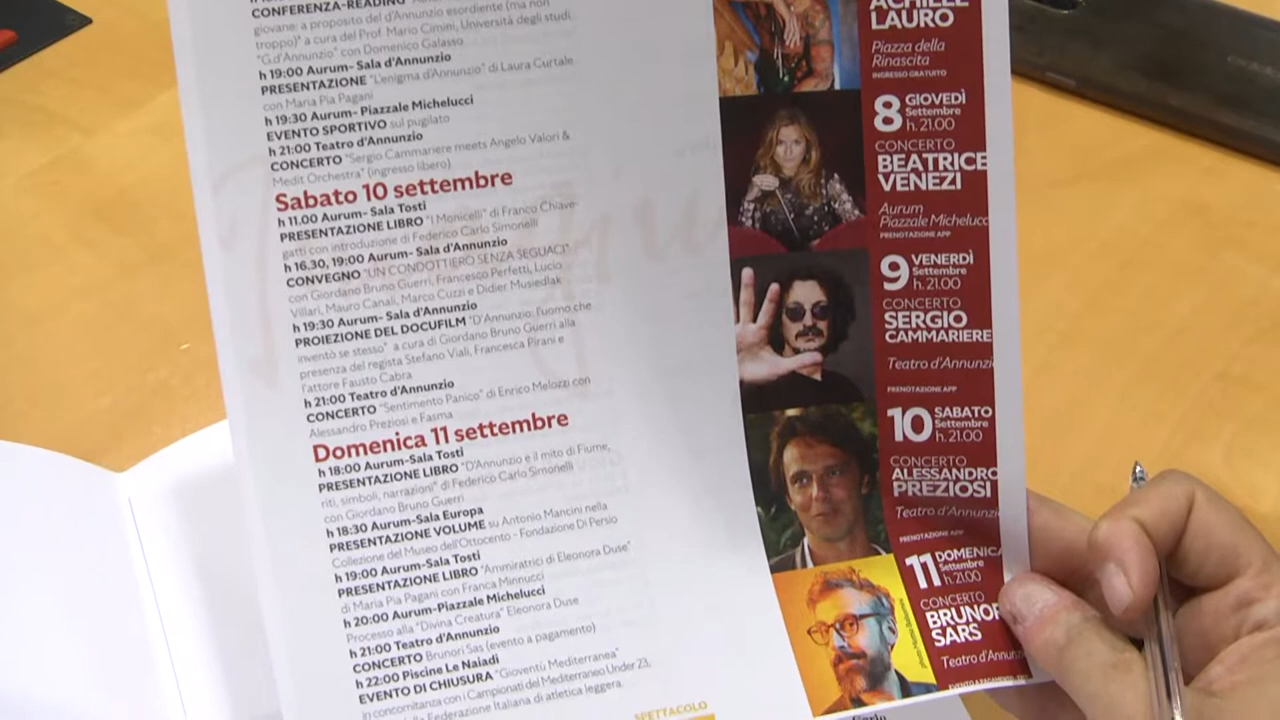 CONFERENZA-READING
giovane: a proposito del d'Annunzio esordiente (ma non
troppo)" a cura del Prof. Mario Cimini, Università degli studi
"G.d'Annunzio" con Domenico Galasso
h 19:00 Aurum- Sala d'Annunzio
PRESENTAZIONE "L'enigma d'Annunzio" di Laura Curtale
con Maria Pia Pagani
h 19:30 Aurum- Piazzale Michelucci
EVENTO SPORTIVO sul pugilato
h 21:00 Teatro d'Annunzio
CONCERTO "Sergio Cammariere meets Angelo Valori &
Medit Orchestra" (ingresso libero)
Sabato 10 settembre
h 11.00 Aurum- Sala Tosti
PRESENTAZIONE LIBRO "I Monicelli" di Franco Chiave-
gatti con introduzione di Federico Carlo Simonelli
h 16.30, 19:00 Aurum- Sala d'Annunzio
CONVEGNO "UN CONDOTTIERO SENZA SEGUACI"
con Giordano Bruno Guerri, Francesco Perfetti, Lucio
Villari, Mauro Canali, Marco Cuzzi e Didier Musiedlak
h 19:30 Aurum- Sala d'Annunzio
PROIEZIONE DEL DOCUFILM "D'Annunzio: l'uomo che
inventò se stesso" a cura di Giordano Bruno Guerri alla
presenza del regista Stefano Viali, Francesca Pirani e
l'attore Fausto Cabra
h 21:00 Teatro d'Annunzio
CONCERTO "Sentimento Panico" di Enrico Melozzi con
Alessandro Preziosi e Fasma
Domenica 11 settembre
h 18:00 Aurum-Sala Tosti
PRESENTAZIONE LIBRO "D'Annunzio e il mito di Fiume,
riti, simboli, narrazioni" di Federico Carlo Simonelli
con Giordano Bruno Guerri
h 18:30 Aurum-Sala Europa
PRESENTAZIONE VOLUME su Antonio Mancini nella
Collezione del Museo dell'Ottocento - Fondazione Di Persio
h 19:00 Aurum-Sala Tosti
PRESENTAZIONE LIBRO "Ammiratrici di Eleonora Duse"
di Maria Pia Pagani con Franca Minnucci
h 20:00 Aurum-Piazzale Michelucci
Processo alla "Divina Creatura" Eleonora Duse
h 21:00 Teatro d'Annunzio
CONCERTO Brunori Sas (evento a pagamento)
h 22:00 Piscine Le Naiadi
EVENTO DI CHIUSURA "Gioventù Mediterranea"
in concomitanza con i Campionati del Mediterraneo Under 23,
della Federazione Italiana di atletica leggera.
SPETTACOLO
ACHILLE
LAURO
Piazza della
Rinascita
INGRESSO GRATUITO
8 GIOVEDÌ
Settembre
h.21.00
CONCERTO
BEATRICE
VENEZI
Aurum
Piazzale Micheluc
PRENOTAZIONE APP
9 VENERDÌ
Settembre
h.21.00
CONCERTO
SERGIO
CAMMARIERE
Teatro d'Annunzi
PRENOTAZIONE APP
10 SABATO
Settembre
h.21.00
CONCERTO
ALESSANDRO
PREZIOSI
Teatro d'Annunzi
PRENOTAZIONE APP
11 DOMENICA
Settembre
h.21.00
CONCERTO
BRUNOR
SARS
Teatro d'Annun